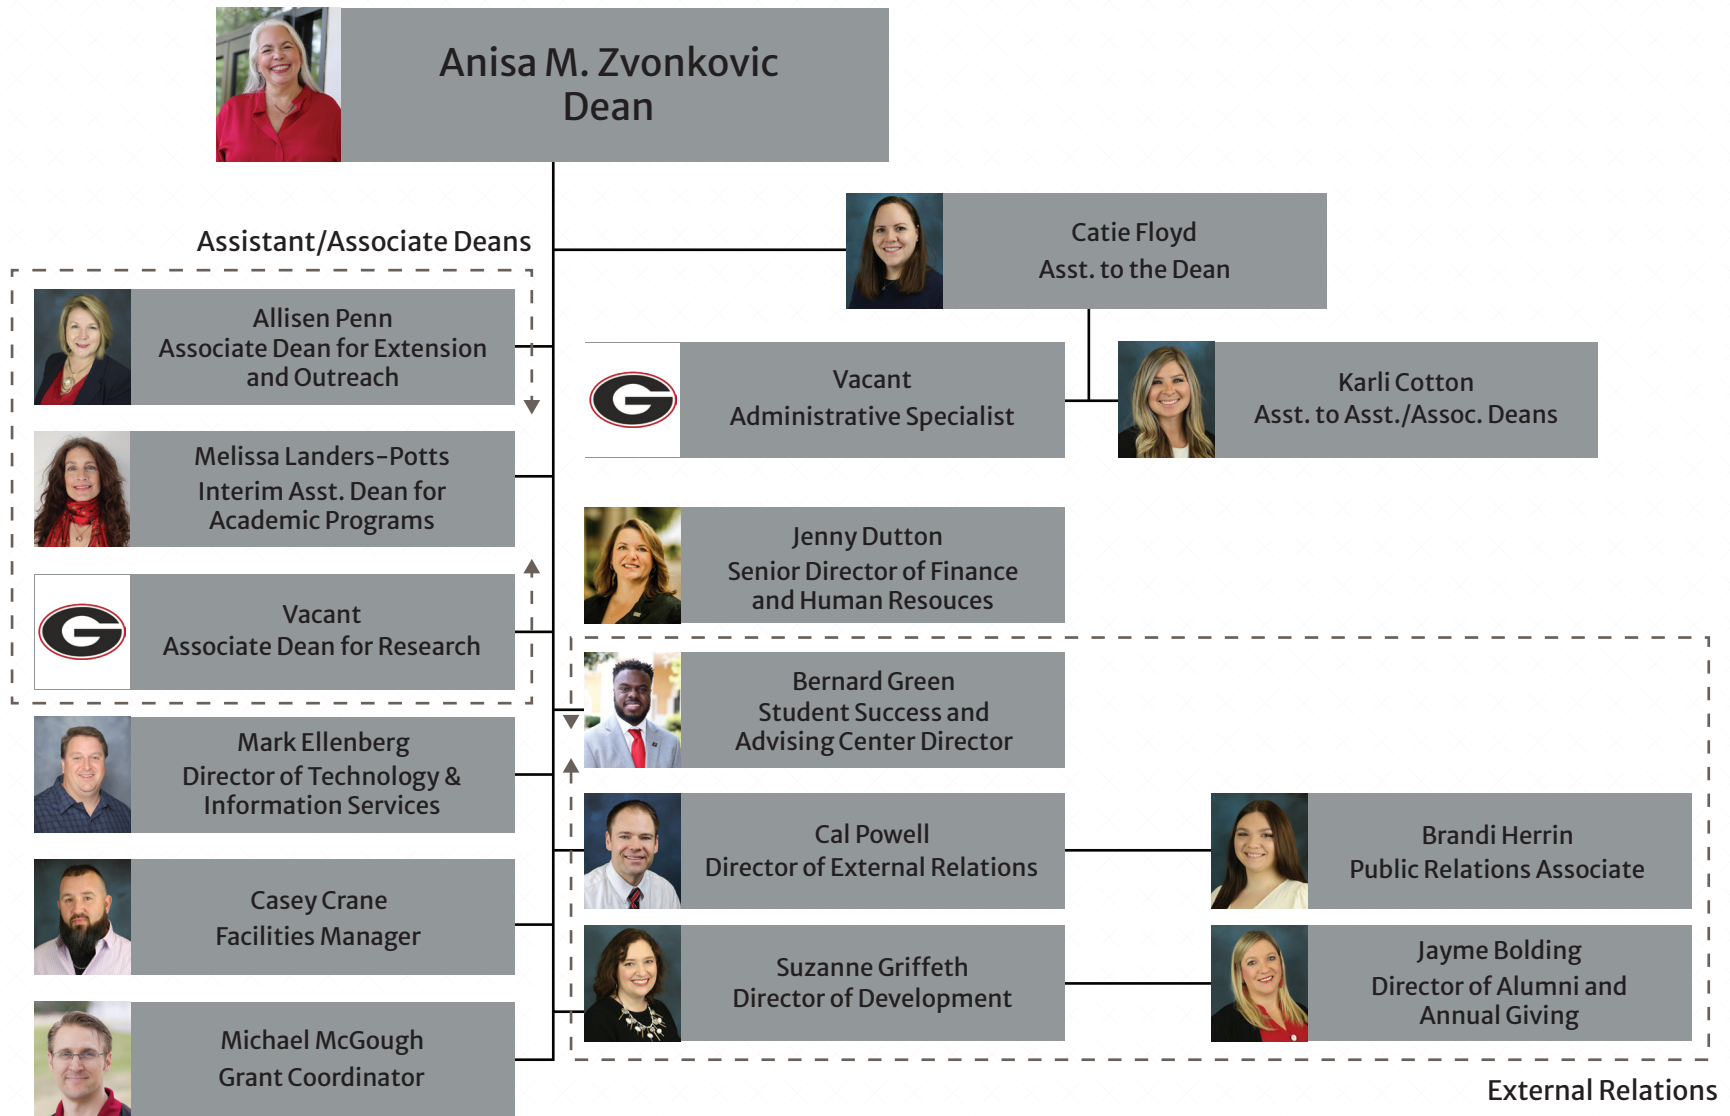 Anisa M. Zvonkovic
Dean
Catie Floyd
Asst. to the Dean
Assistant/Associate Deans
Allisen Penn
Associate Dean for Extension
and Outreach
G
Vacant
Administrative Specialist
Karli Cotton
Asst. to Asst./Assoc. Deans
Melissa Landers-Potts
Interim Asst. Dean for
Academic Programs
Jenny Dutton
Senior Director of Finance
and Human Resouces
G
Vacant
Associate Dean for Research
Bernard Green
Student Success and
Advising Center Director
Mark Ellenberg
Director of Technology &
Information Services
Cal Powell
Director of External Relations
Brandi Herrin
Public Relations Associate
Casey Crane
Facilities Manager
Suzanne Griffeth
Director of Development
Jayme Bolding
Director of Alumni and
Annual Giving
Michael McGough
Grant Coordinator
External Relations